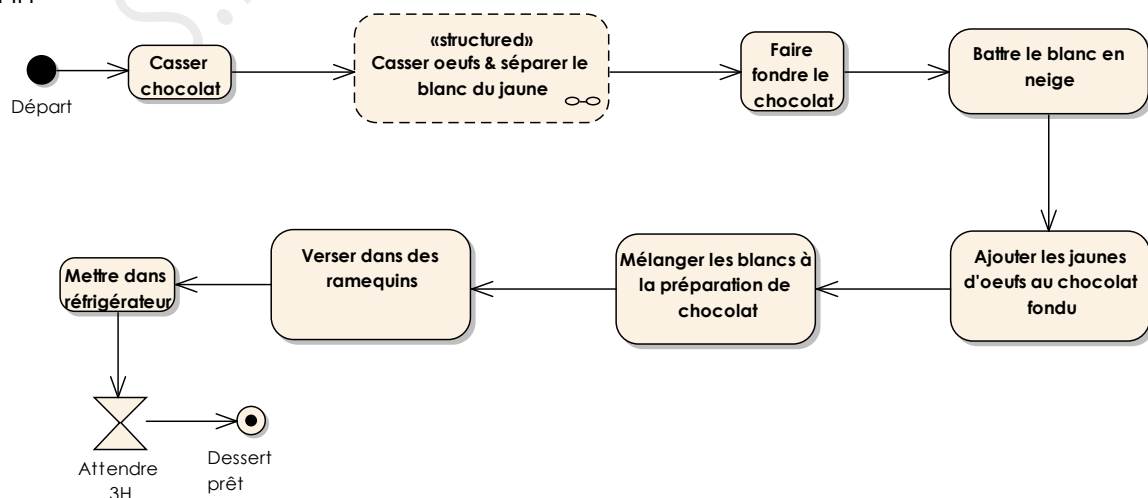 Casser
chocolat
«structured»
Casser oeufs & séparer le
blanc du jaune
Faire
fondre le
chocolat
Battre le blanc en
neige
Départ
Mettre dans
réfrigérateur
Verser dans des
ramequins
Mélanger les blancs à
la préparation de
chocolat
Ajouter les jaunes
d'oeufs au chocolat
fondu
Attendre
3H
Dessert
prêt